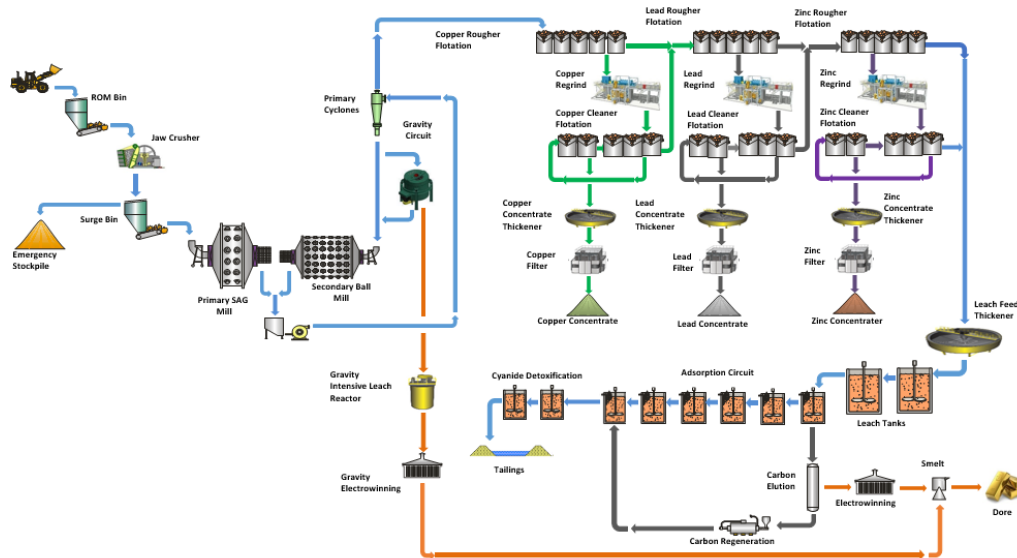 Copper Rougher
Flotation
Lead Rougher
Flotation
Zinc Rougher
Flotation
ROM Bin
Jaw Crusher
Primary
Cyclones
Gravity
Circuit
Copper
Regrind
Lead
Regrind
Zinc
Regrind
Copper Cleaner
Flotation
Lead Cleaner
Flotation
Zinc Cleaner
Flotation
Surge Bin
Emergency
Stockpile
Primary SAG
Mill
Secondary Ball
Mill
Copper
Concentrate
Thickener
Lead
Concentrate
Thickener
Zinc
Concentrate
Thickener
Copper
Filter
Lead
Filter
Zinc
Filter
Copper Concentrate
Lead Concentrate
Zinc Concentrater
Leach Feed
Thickener
Gravity
Intensive Leach
Reactor
Cyanide Detoxification
Adsorption Circuit
Leach Tanks
Tailings
Gravity
Electrowinning
Carbon
Elution
Electrowinning
Smelt
Dore
Carbon Regeneration